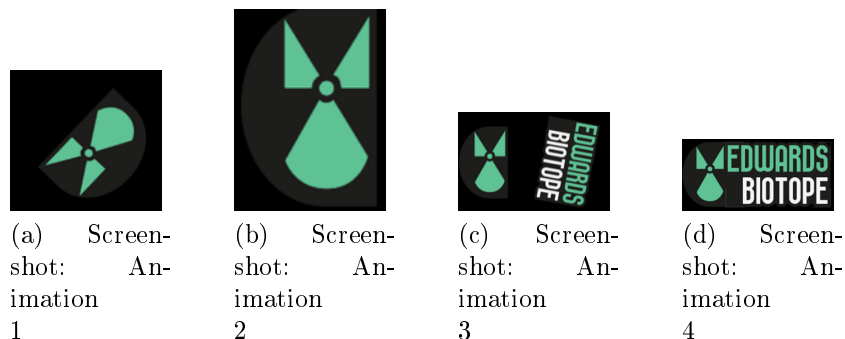 EDWARDS
BIOTOPE
EDWARDS
BIOTOPE
(a) Screen-
shot: An-
imation
1
(b) Screen-
shot: An-
imation
2
(c) Screen-
shot: An-
imation
3
(d) Screen-
shot: An-
imation
4